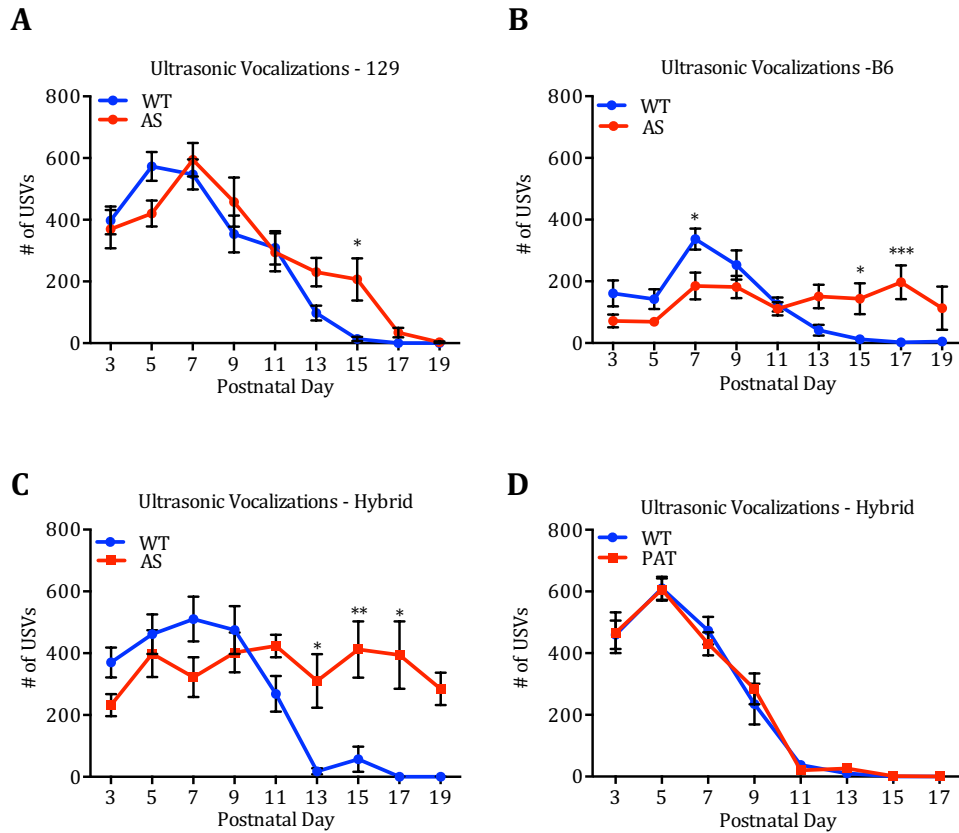 A
Ultrasonic Vocalizations - 129
WT
AS
# of USVs
800
600
400
200
0
*
3 5 7 9 11 13 15 17 19
Postnatal Day
B
Ultrasonic Vocalizations -B6
WT
AS
# of USVs
800
600
400
200
0
* * ***
3 5 7 9 11 13 15 17 19
Postnatal Day
C
Ultrasonic Vocalizations - Hybrid
WT
AS
# of USVs
800
600
400
200
0
* ** *
3 5 7 9 11 13 15 17 19
Postnatal Day
D
Ultrasonic Vocalizations - Hybrid
WT
PAT
# of USVs
800
600
400
200
0
3 5 7 9 11 13 15 17 19
Postnatal Day